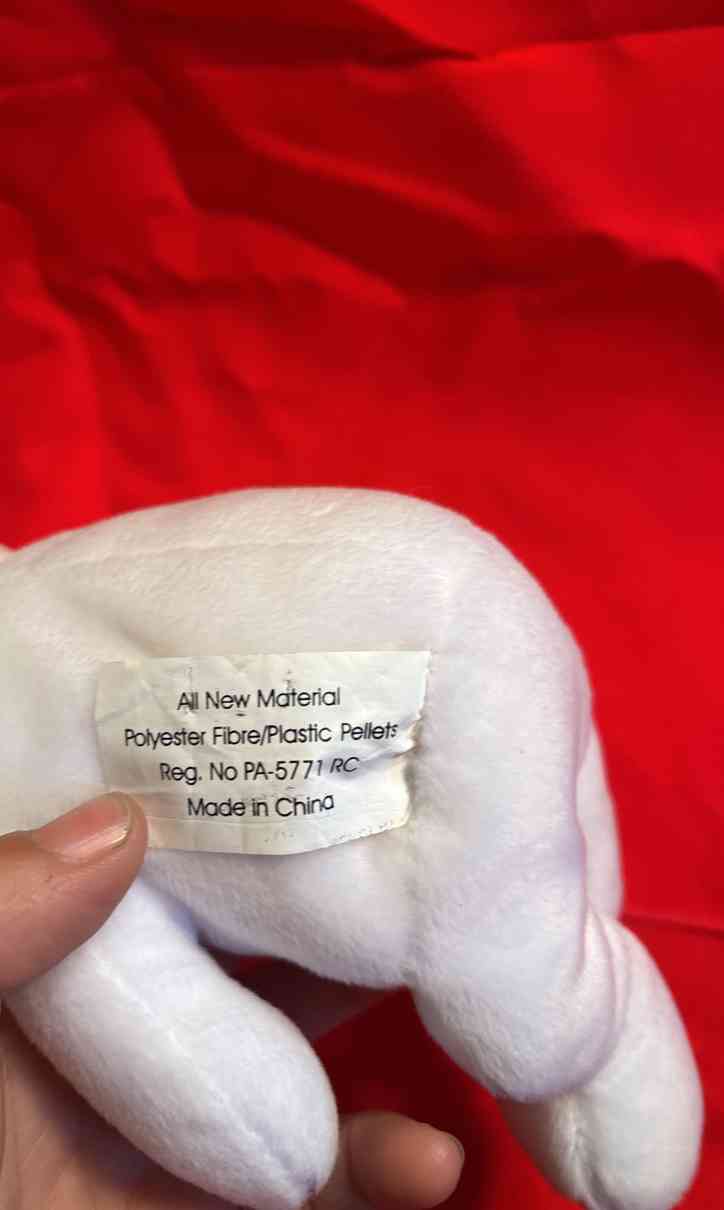 All New Material
Polyester Fibre/Plastic Pellets
Reg. No PA-5771 RC
Made in China